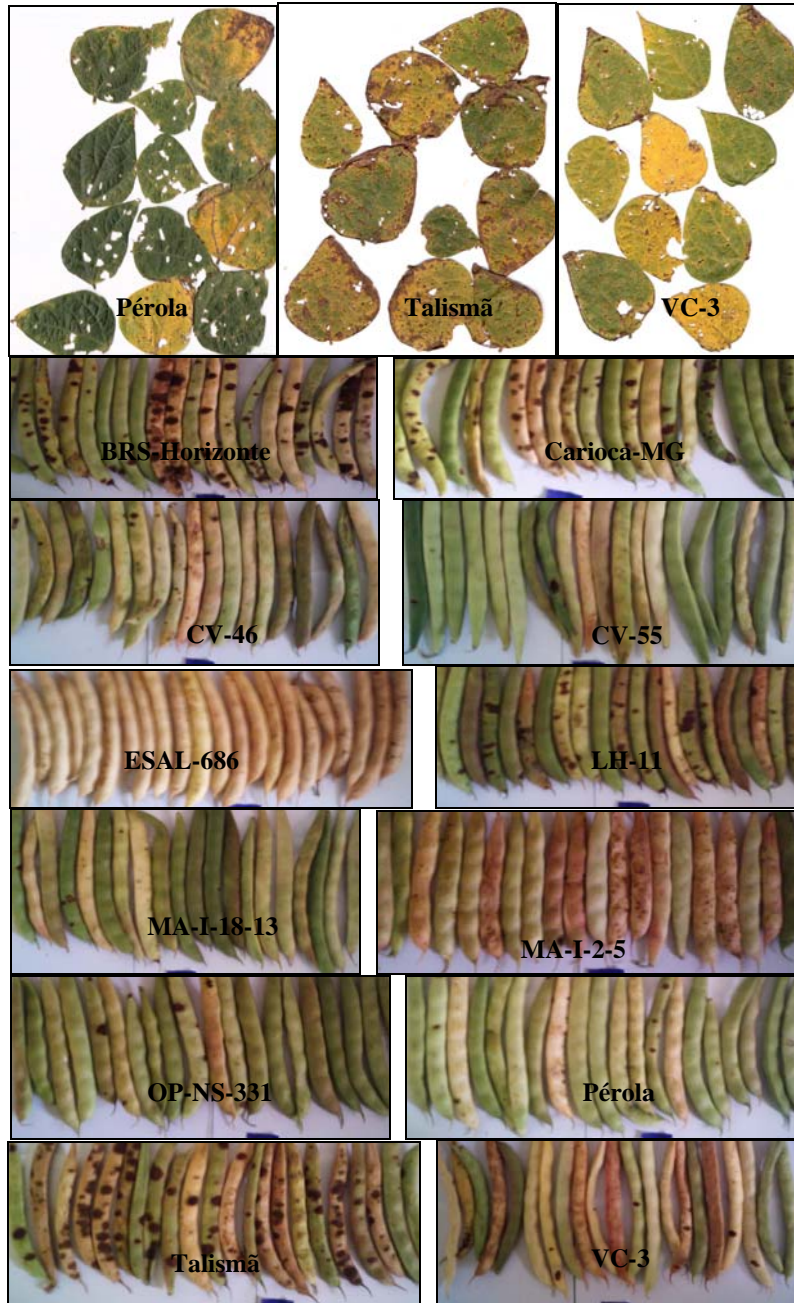 Pérola
Talismã
VC-3
BRS-Horizonte
Carioca-MG
CV-46
CV-55
ESAL-686
LH-11
MA-I-18-13
MA-I-2-5
OP-NS-331
Pérola
Talismã
VC-3